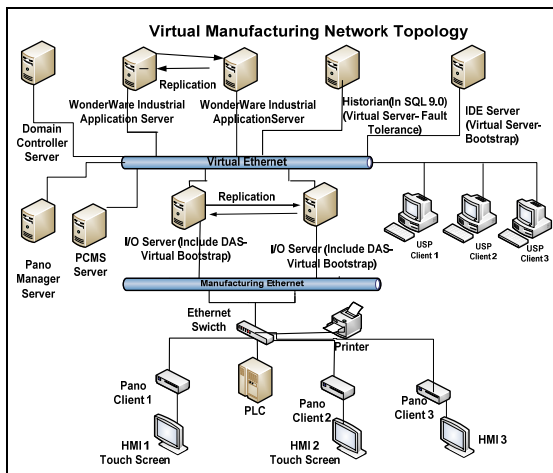 Virtual Manufacturing Network Topology
Replication
WonderWare Industrial
Application Server
WonderWare Industrial
ApplicationServer
Historian(In SQL 9.0)
(Virtual Server- Fault
Tolerance)
IDE Server
(Virtual Server-
Bootstrap)
Domain
Controller
Server
Virtual Ethernet
Pano
Manager
Server
PCMS
Server
Replication
I/O Server (Include DAS-
Virtual Bootstrap)
I/O Server (Include DAS-
Virtual Bootstrap)
USP
Client 1
USP
Client 2
USP
Client 3
Manufacturing Ethernet
Ethernet
Swicth
Printer
Pano
Client 1
PLC
Pano
Client 2
Pano
Client 3
HMI 1
Touch Screen
HMI 2
Touch Screen
HMI 3